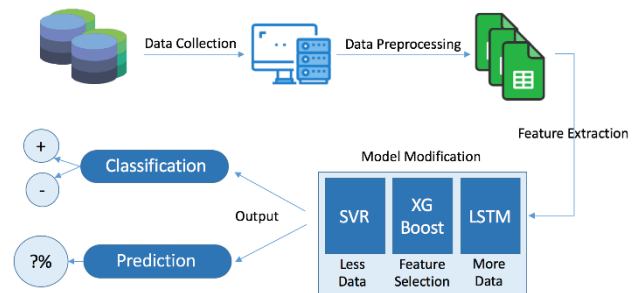 Data Collection
Data Preprocessing
Feature Extraction
Model Modification
SVR
XG
Boost
LSTM
Less
Data
Feature
Selection
More
Data
Output
Classification
+
-
Prediction
?%